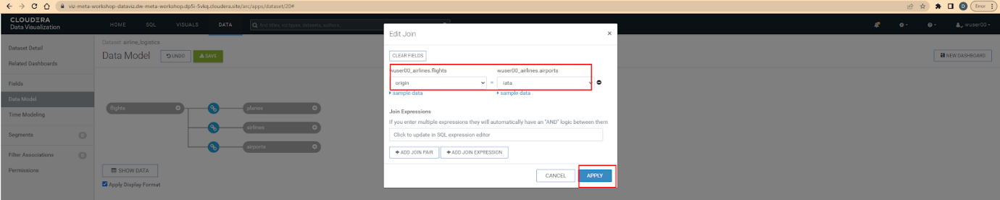 viz-meta-workshop-dataviz.dw-meta-workshop.dp5i-5vkq.cloudera.site/arc/apps/dataset/20#
D
Error
CLOUDERA
Data Visualization
HOME
SQL
VISUALS
DATA
Find titles, viz types, datasets, authors...
wuser00
Dataset Detail
Related Dashboards
Fields
Data Model
Time Modeling
Segments
0
Filter Associations
0
Permissions
Dataset: airline_logistics
Data Model
UNDO
SAVE
NEW DASHBOARD
flights
planes
airlines
airports
SHOW DATA
Apply Display Format
Edit Join
×
CLEAR FIELDS
wuser00_airlines.flights
wuser00_airlines.airports
origin
=
iata
sample data
sample data
Join Expressions
If you enter multiple expressions they will automatically have an "AND" logic between them
Click to update in SQL expression editor
+ ADD JOIN PAIR
+ ADD JOIN EXPRESSION
CANCEL
APPLY